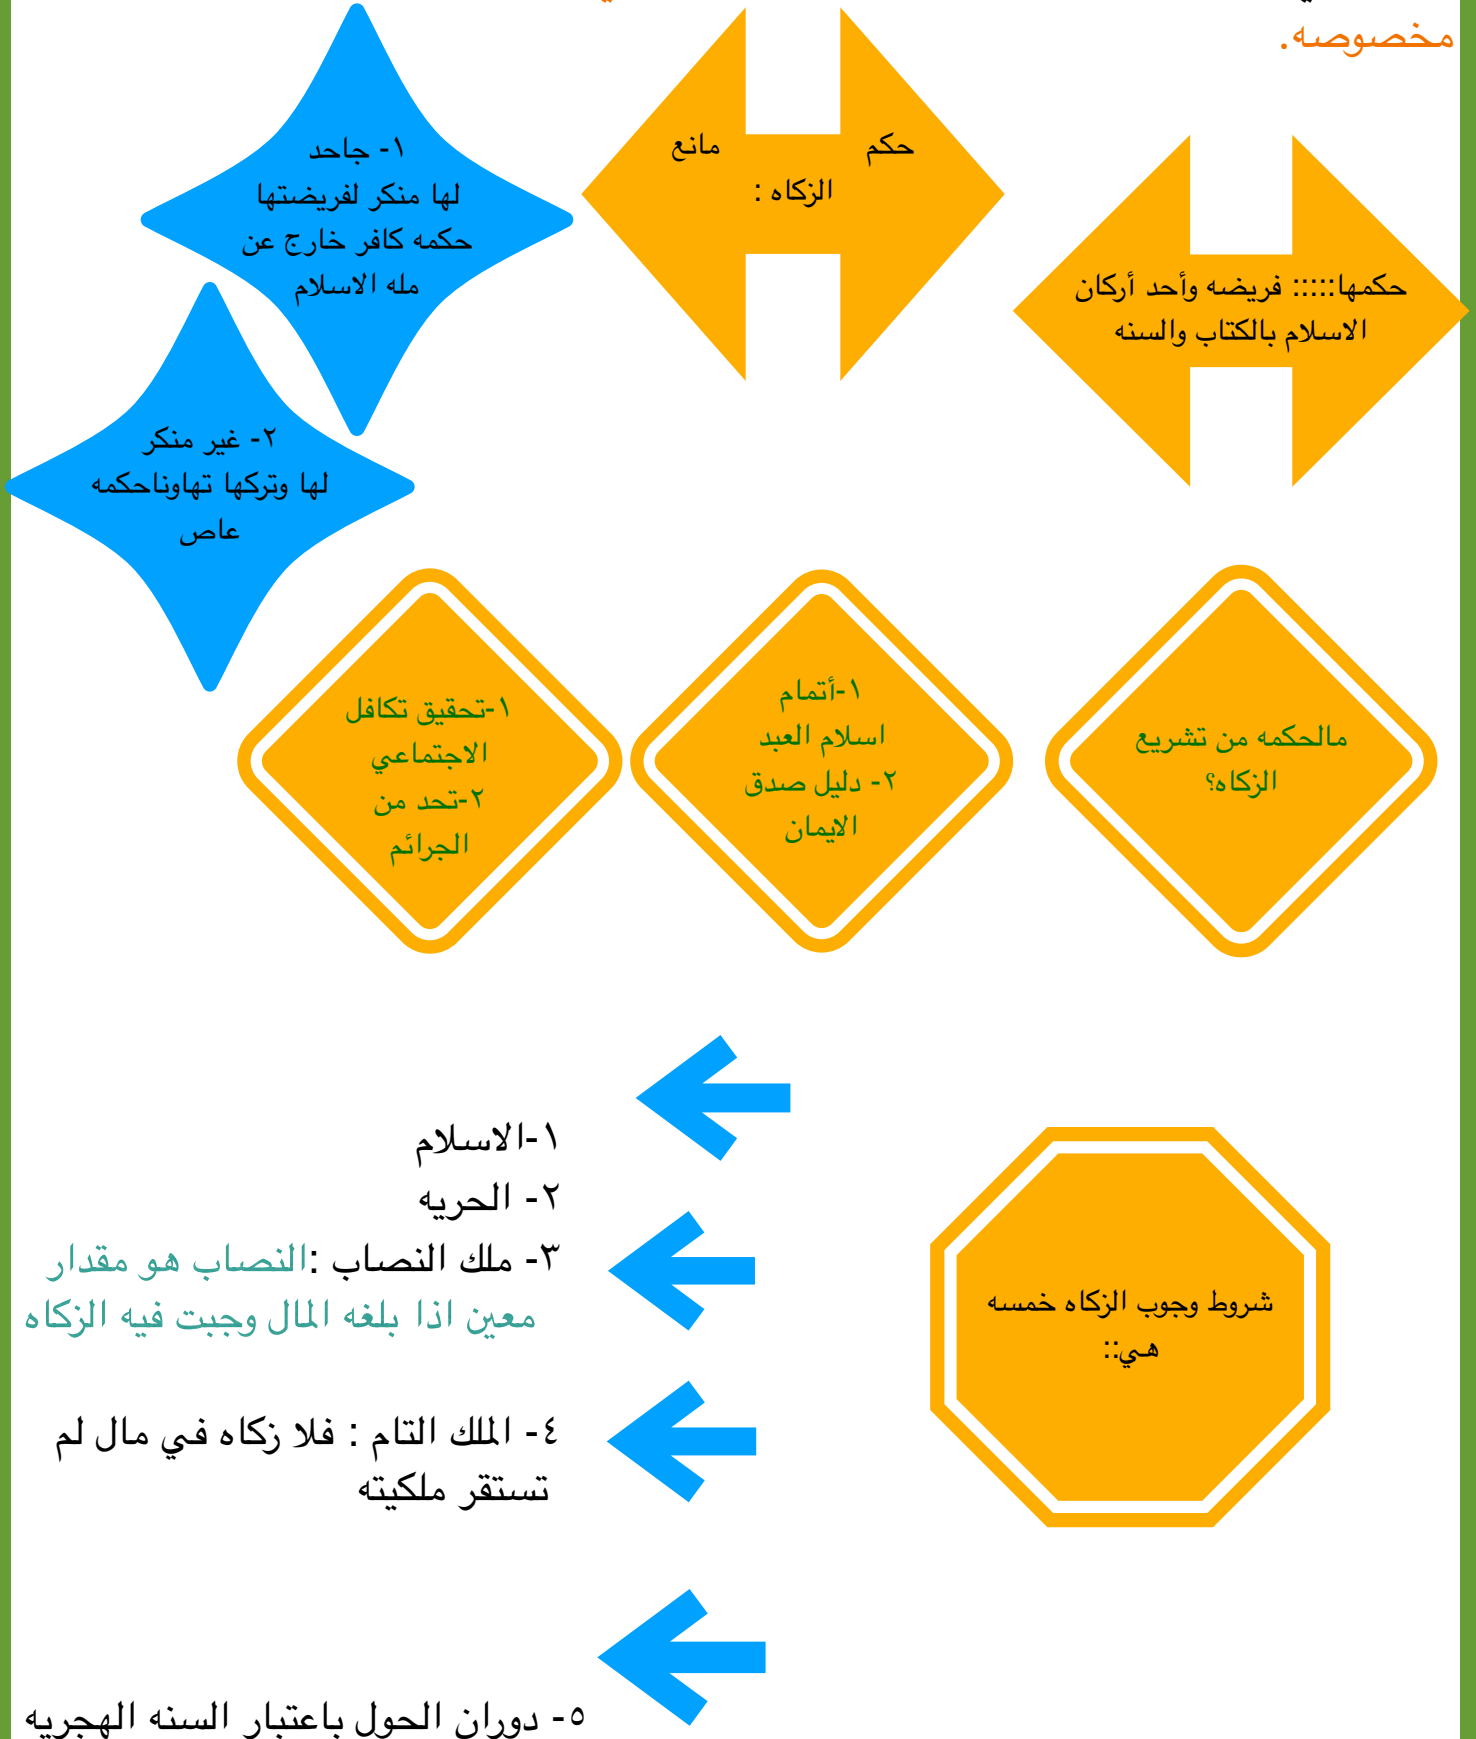 مخصوصه.
حكمها::::: فريضه وأحد أركان
الاسلام بالكتاب والسنه
حكم مانع
الزكاه :
١- جاحد
لها منكر لفريضتها
حكمه كافر خارج عن
مله الاسلام
٢- غير منكر
لها وتركها تهاوناحكمه
عاص
مالحكمه من تشريع
الزكاه؟
١-أتمام
اسلام العبد
٢- دليل صدق
الايمان
١-تحقيق تكافل
الاجتماعي
٢-تحد من
الجرائم
شروط وجوب الزكاه خمسه
هي::
١-الاسلام
٢- الحريه
٣- ملك النصاب :النصاب هو مقدار
معين اذا بلغه المال وجبت فيه الزكاه
٤- الملك التام : فلا زكاه في مال لم
تستقر ملكيته
٥- دوران الحول باعتبار السنه الهجريه